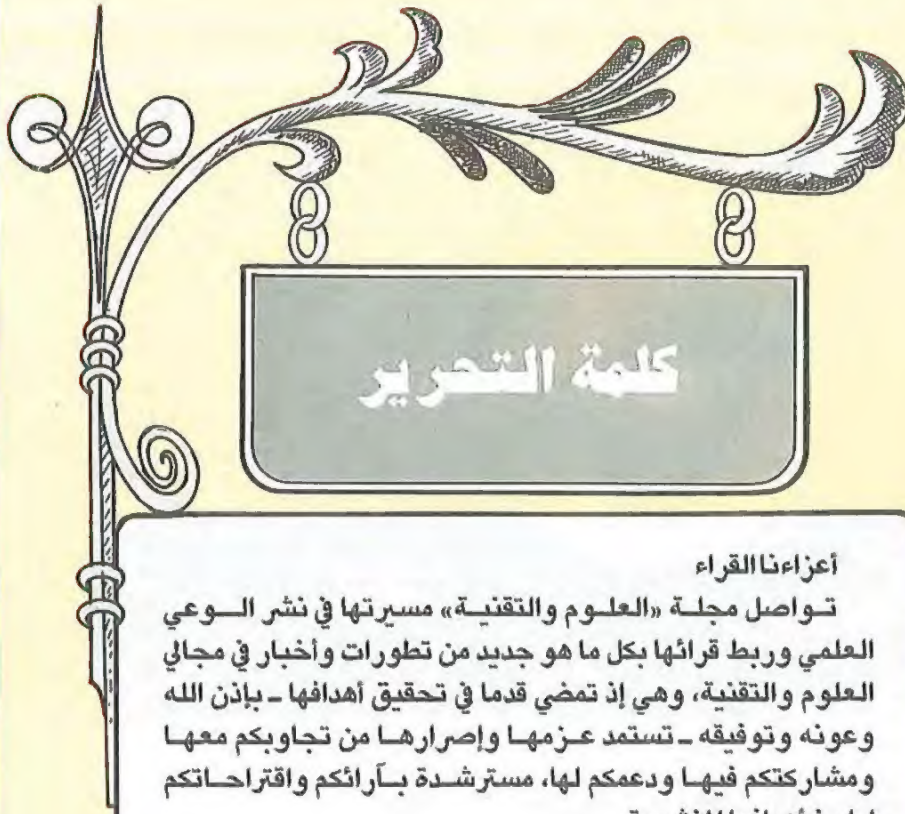 كلمة التحرير
أعزاءنا القراء
تواصل مجلة «العلوم والتقنية» مسيرتها في نشر الوعي
العلمي وربط قرائها بكل ما هو جديد من تطورات وأخبار في مجالي
العلوم والتقنية، وهي إذ تمضي قدما في تحقيق أهدافها ـ بإذن الله
وعونه وتوفيقه ـ تستمد عزمها وإصرارها من تجاوبكم معها
ومشاركتكم فيها ودعمكم لها، مسترشدة بآرائكم واقتراحاتكم